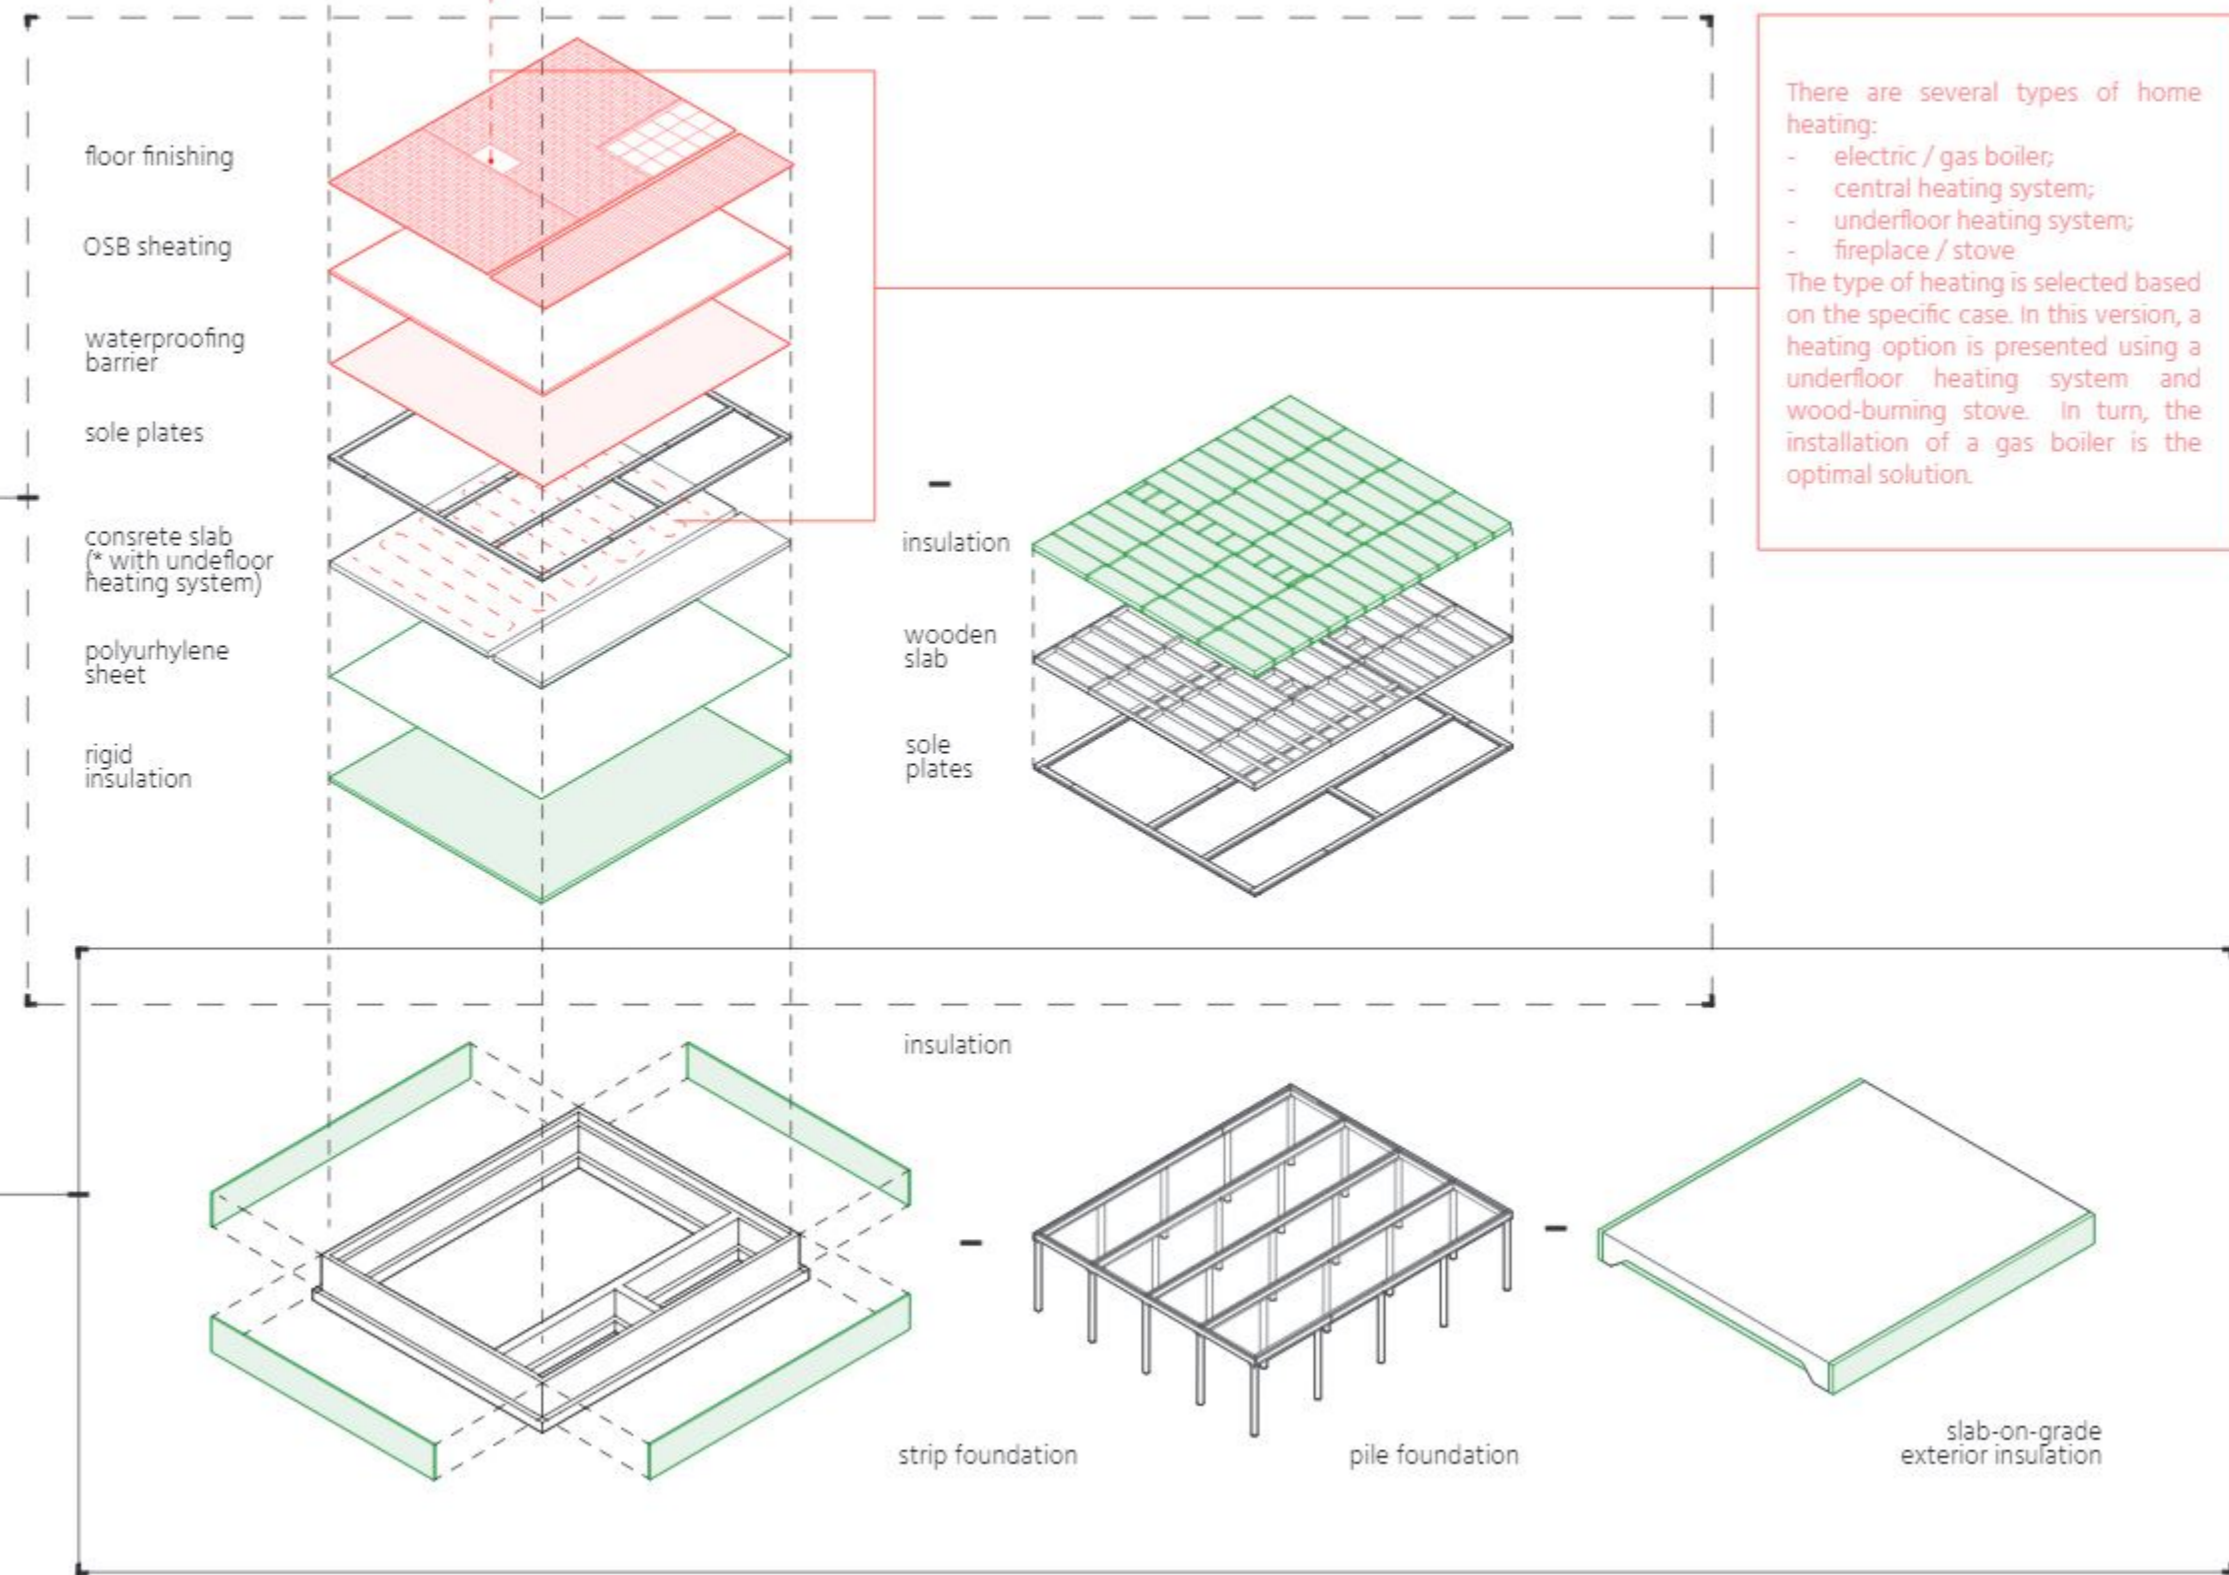 floor finishing
OSB sheating
waterproofing
barrier
sole plates
consrete slab
(* with undefloor
heating system)
polyurhylene
sheet
rigid
insulation
insulation
wooden
slab
sole
plates
There are several types of home
heating:
- electric / gas boiler;
- central heating system;
- underfloor heating system;
- fireplace / stove
The type of heating is selected based
on the specific case. In this version, a
heating option is presented using a
underfloor heating system and
wood-burning stove. In turn, the
installation of a gas boiler is the
optimal solution.
insulation
strip foundation
pile foundation
slab-on-grade
exterior insulation